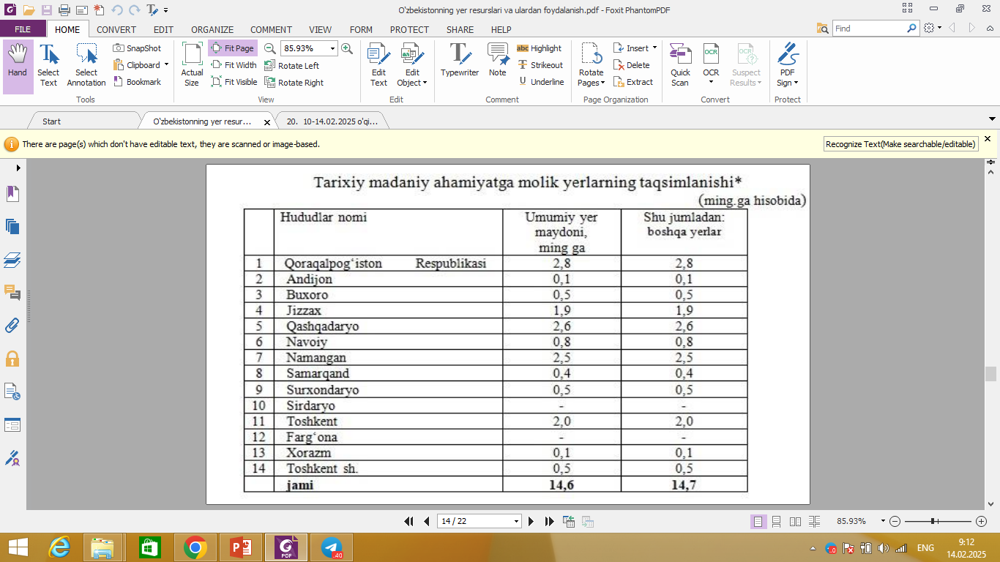 O'zbekistonning yer resurslari va ulardan foydalanish.pdf - Foxit PhantomPDF
FILE HOME CONVERT EDIT ORGANIZE COMMENT VIEW FORM PROTECT SHARE HELP Find
Hand
Select Text
Select Annotation
SnapShot
Clipboard
Bookmark
Tools
Actual Size
Fit Page
Fit Width
Fit Visible
85.93%
Rotate Left
Rotate Right
View
Edit Text
Edit Object
Edit
Typewriter
Note
abc Highlight
Strikeout
U Underline
Comment
Rotate Pages
Insert
Delete
Extract
Page Organization
Quick Scan
OCR
OCR
OCR
Suspect Results
Convert
PDF Sign
Protect
Start
O'zbekistonning yer resur...
20. 10-14.02.2025 o'qi...
There are page(s) which don't have editable text, they are scanned or image-based.
Recognize Text(Make searchable/editable)
Tarixiy madaniy ahamiyatga molik yerlarning taqsimlanishi*
(ming.ga hisobida)
Hududlar nomi
Umumiy yer maydoni, ming ga
Shu jumladan: boshqa yerlar
1 Qoraqalpog‘iston Respublikasi 2,8 2,8
2 Andijon 0,1 0,1
3 Buxoro 0,5 0,5
4 Jizzax 1,9 1,9
5 Qashqadaryo 2,6 2,6
6 Navoiy 0,8 0,8
7 Namangan 2,5 2,5
8 Samarqand 0,4 0,4
9 Surxondaryo 0,5 0,5
10 Sirdaryo - -
11 Toshkent 2,0 2,0
12 Farg‘ona - -
13 Xorazm 0,1 0,1
14 Toshkent sh. 0,5 0,5
jami 14,6 14,7
14 / 22
85.93%
PDF
.40
.0
ENG
9:12
14.02.2025